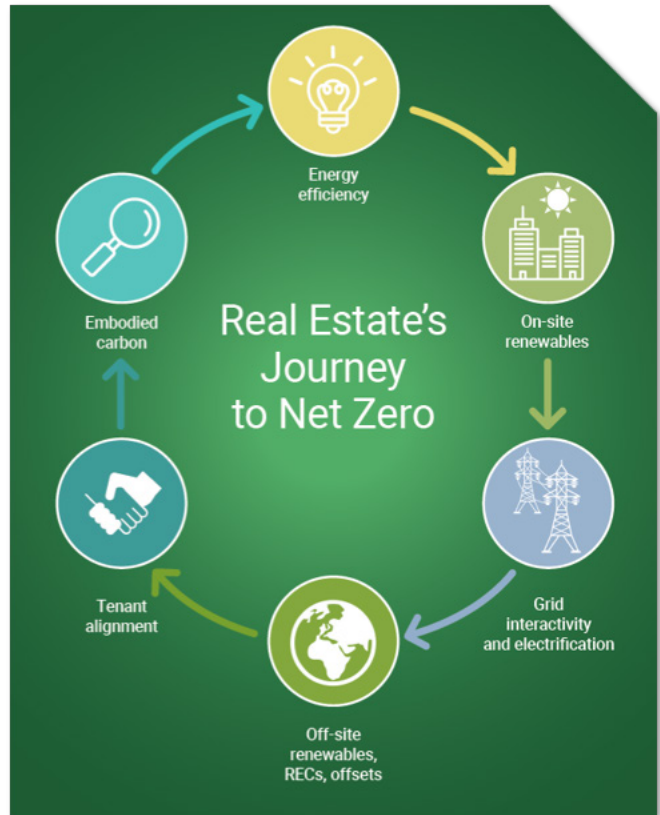 Real Estate's
Journey
to Net Zero
Energy
efficiency
On-site
renewables
Grid
interactivity
and electrification
Off-site
renewables,
RECs, offsets
Tenant
alignment
Embodied
carbon